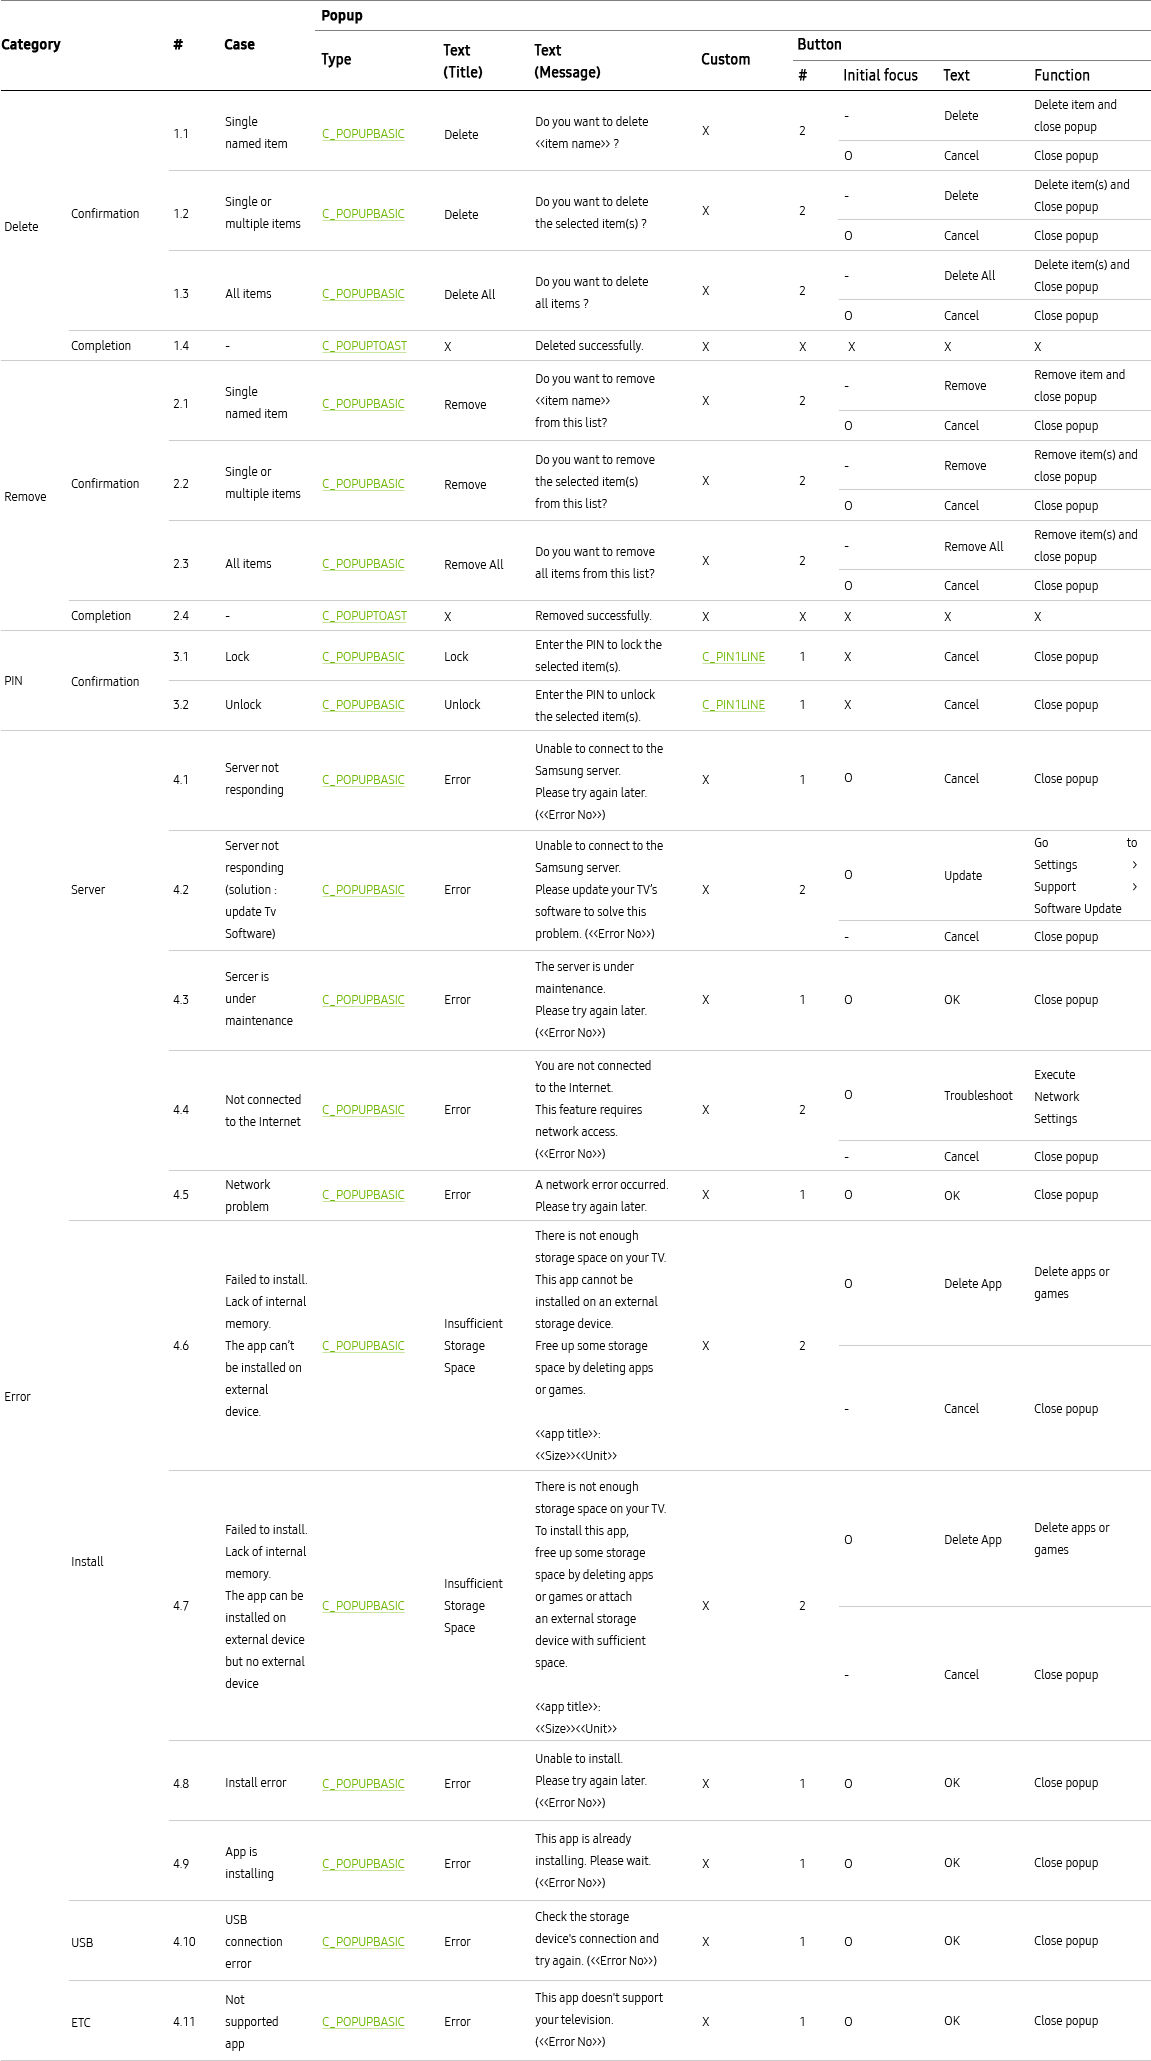 Popup
Category # Case
Type Text (Title) Text (Message) Custom Button
# Initial focus Text Function
Delete
Confirmation
1.1 Single named item C_POPUPBASIC Delete
Do you want to delete
<<item name>> ?
X 2
- Delete Delete item and close popup
O Cancel Close popup
1.2 Single or multiple items C_POPUPBASIC Delete
Do you want to delete
the selected item(s) ?
X 2
- Delete Delete item(s) and Close popup
O Cancel Close popup
1.3 All items C_POPUPBASIC Delete All
Do you want to delete
all items ?
X 2
- Delete All Delete item(s) and Close popup
O Cancel Close popup
Completion 1.4 - C_POPUPTOAST X Deleted successfully. X X X X X
Remove
Confirmation
2.1 Single named item C_POPUPBASIC Remove
Do you want to remove
<<item name>>
from this list?
X 2
- Remove Remove item and close popup
O Cancel Close popup
2.2 Single or multiple items C_POPUPBASIC Remove
Do you want to remove
the selected item(s)
from this list?
X 2
- Remove Remove item(s) and close popup
O Cancel Close popup
2.3 All items C_POPUPBASIC Remove All
Do you want to remove
all items from this list?
X 2
- Remove All Remove item(s) and close popup
O Cancel Close popup
Completion 2.4 - C_POPUPTOAST X Removed successfully. X X X X X
PIN
Confirmation
3.1 Lock C_POPUPBASIC Lock
Enter the PIN to lock the
selected item(s).
C_PIN1LINE 1 X Cancel Close popup
3.2 Unlock C_POPUPBASIC Unlock
Enter the PIN to unlock
the selected item(s).
C_PIN1LINE 1 X Cancel Close popup
Error
Server
4.1 Server not responding C_POPUPBASIC Error
Unable to connect to the
Samsung server.
Please try again later.
(<<Error No>>)
X 1 O Cancel Close popup
4.2
Server not
responding
(solution :
update Tv
Software)
C_POPUPBASIC Error
Unable to connect to the
Samsung server.
Please update your TV’s
software to solve this
problem. (<<Error No>>)
X 2
O Update
Go to
Settings >
Support >
Software Update
- Cancel Close popup
4.3
Sercer is
under
maintenance
C_POPUPBASIC Error
The server is under
maintenance.
Please try again later.
(<<Error No>>)
X 1 O OK Close popup
4.4
Not connected
to the Internet
C_POPUPBASIC Error
You are not connected
to the Internet.
This feature requires
network access.
(<<Error No>>)
X 2
O Troubleshoot
Execute
Network
Settings
- Cancel Close popup
4.5
Network
problem
C_POPUPBASIC Error
A network error occurred.
Please try again later.
X 1 O OK Close popup
Install
4.6
Failed to install.
Lack of internal
memory.
The app can’t
be installed on
external
device.
C_POPUPBASIC
Insufficient
Storage
Space
There is not enough
storage space on your TV.
This app cannot be
installed on an external
storage device.
Free up some storage
space by deleting apps
or games.
<<app title>>:
<<Size>><<Unit>>
X 2
O Delete App
Delete apps or
games
- Cancel Close popup
4.7
Failed to install.
Lack of internal
memory.
The app can be
installed on
external device
but no external
device
C_POPUPBASIC
Insufficient
Storage
Space
There is not enough
storage space on your TV.
To install this app,
free up some storage
space by deleting apps
or games or attach
an external storage
device with sufficient
space.
<<app title>>:
<<Size>><<Unit>>
X 2
O Delete App
Delete apps or
games
- Cancel Close popup
4.8 Install error C_POPUPBASIC Error
Unable to install.
Please try again later.
(<<Error No>>)
X 1 O OK Close popup
4.9
App is
installing
C_POPUPBASIC Error
This app is already
installing. Please wait.
(<<Error No>>)
X 1 O OK Close popup
USB 4.10
USB
connection
error
C_POPUPBASIC Error
Check the storage
device's connection and
try again. (<<Error No>>)
X 1 O OK Close popup
ETC 4.11
Not
supported
app
C_POPUPBASIC Error
This app doesn't support
your television.
(<<Error No>>)
X 1 O OK Close popup